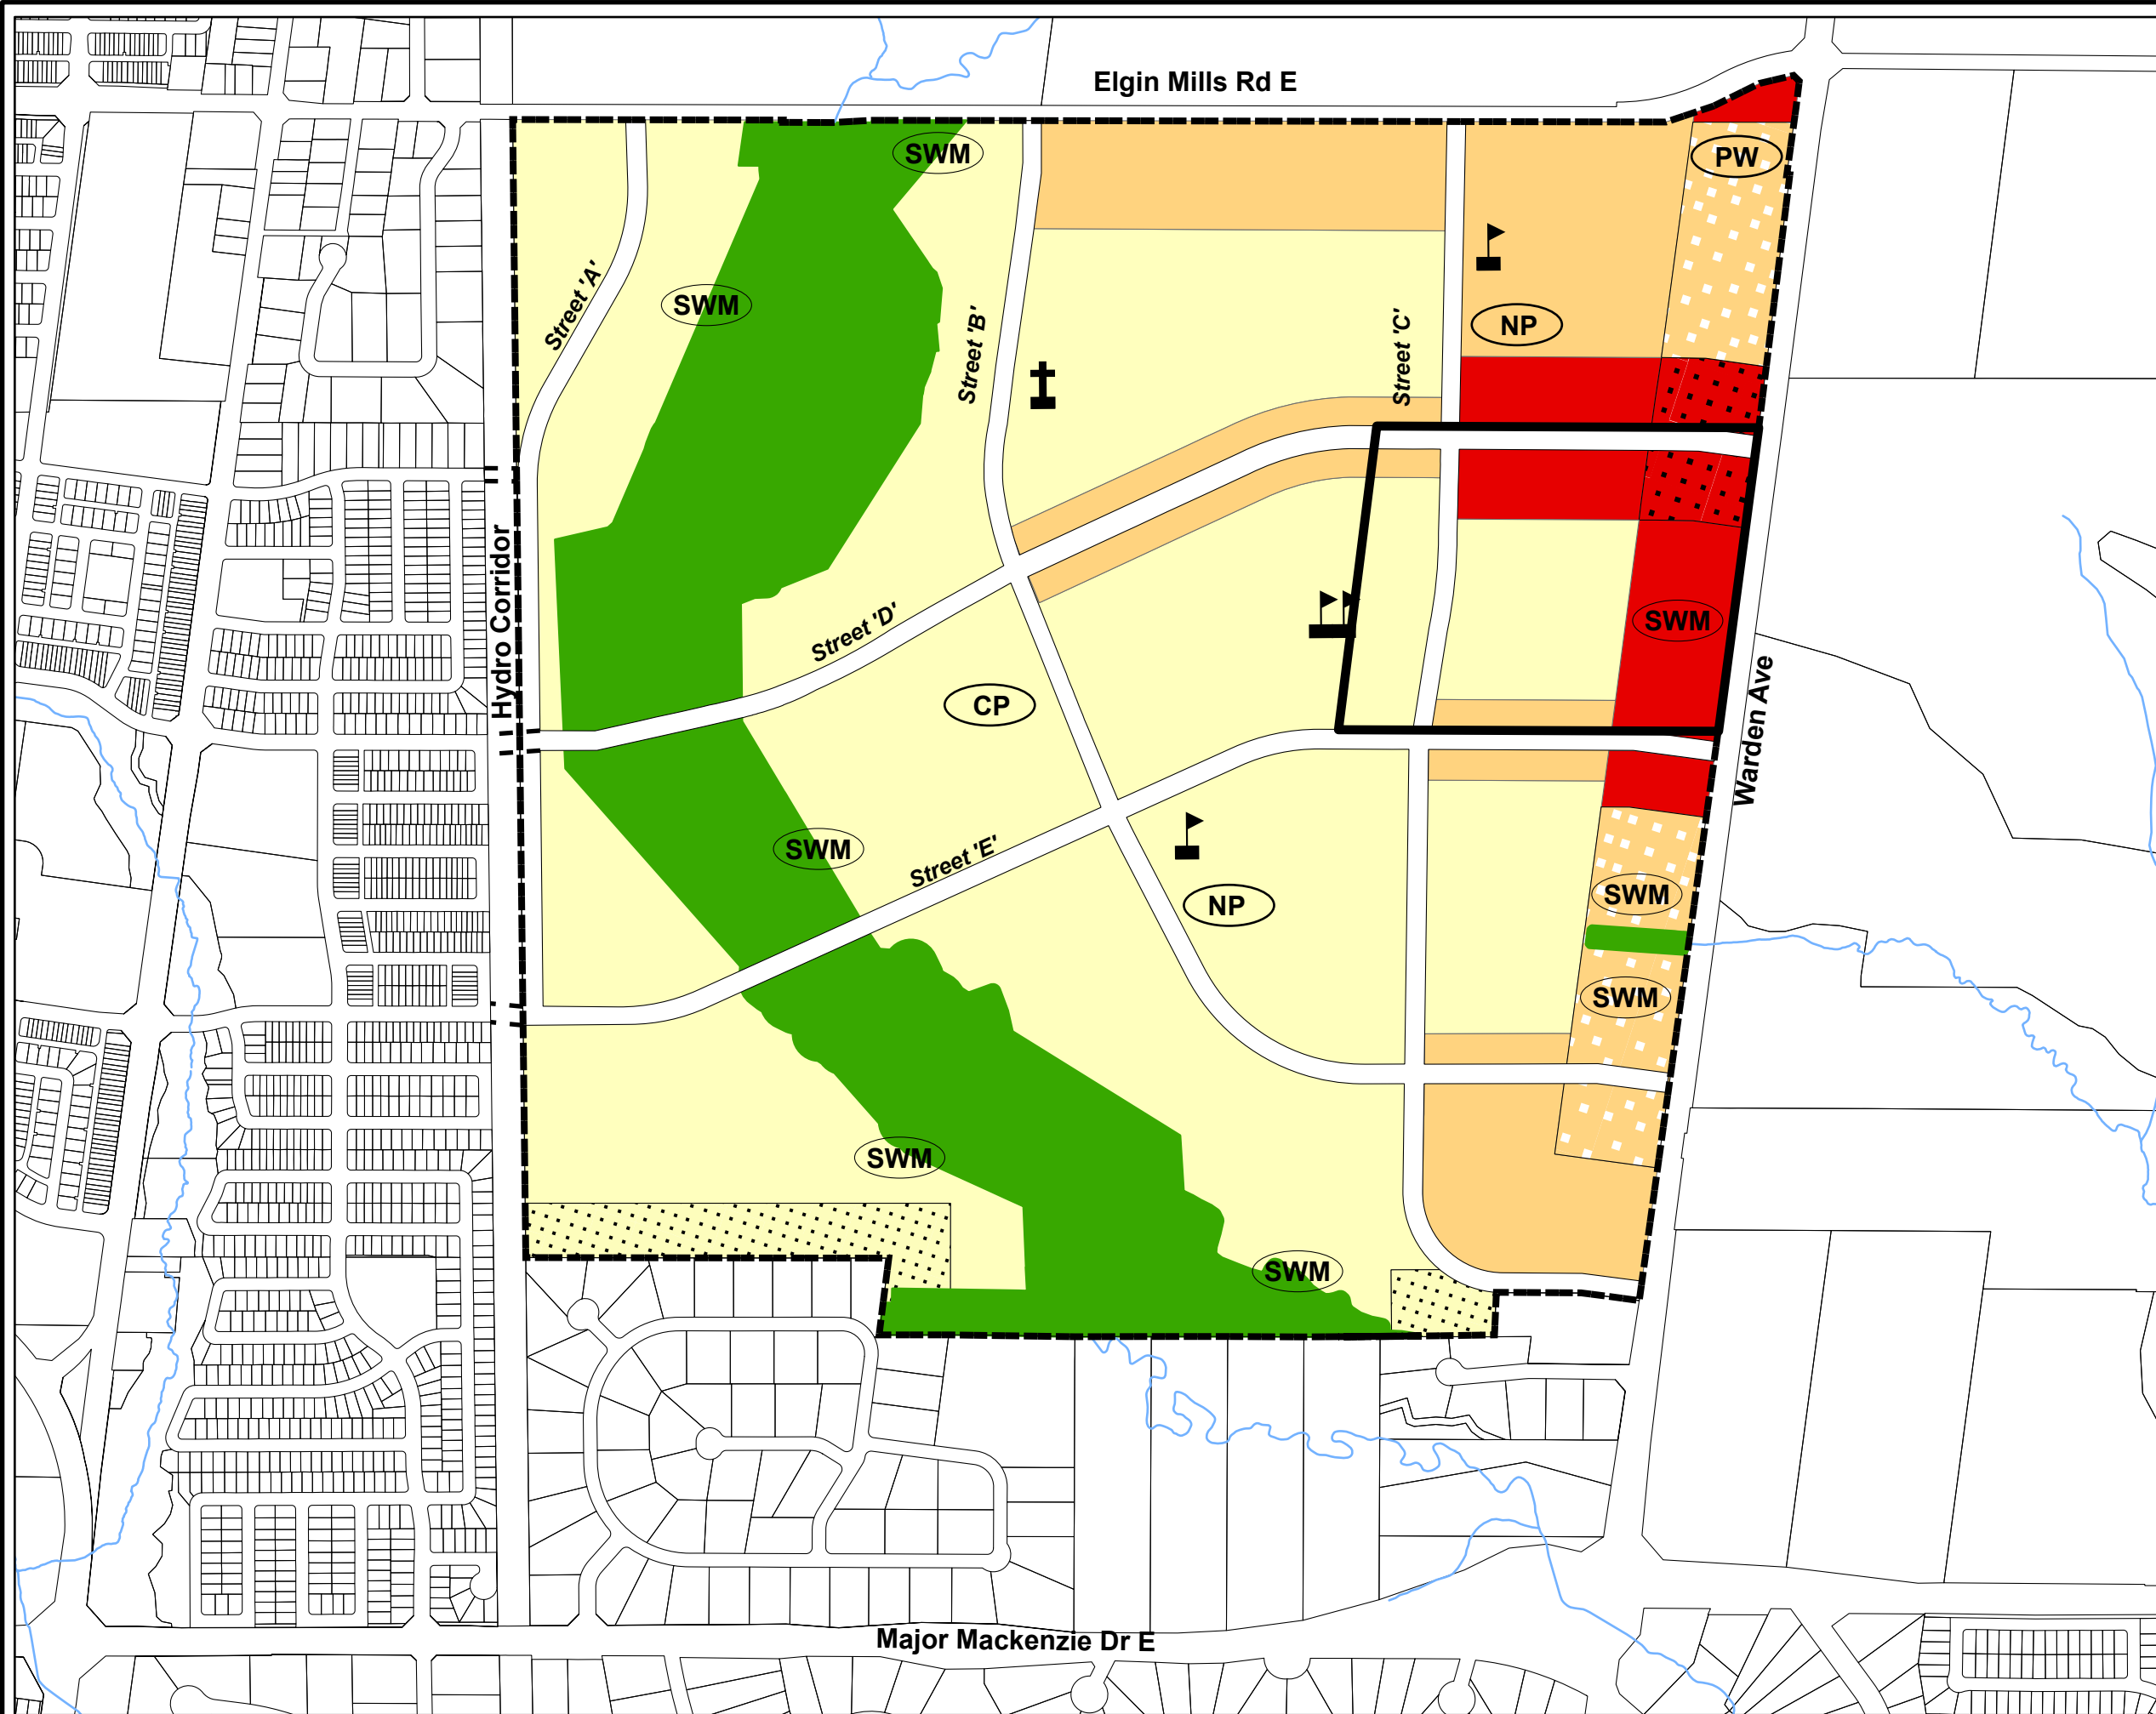 Elgin Mills Rd E
SWM
PW
Street 'A'
SWM
Street 'B'
Street 'C'
NP
Hydro Corridor
Street 'D'
SWM
CP
Warden Ave
SWM
Street 'E'
SWM
NP
SWM
SWM
SWM
Major Mackenzie Dr E